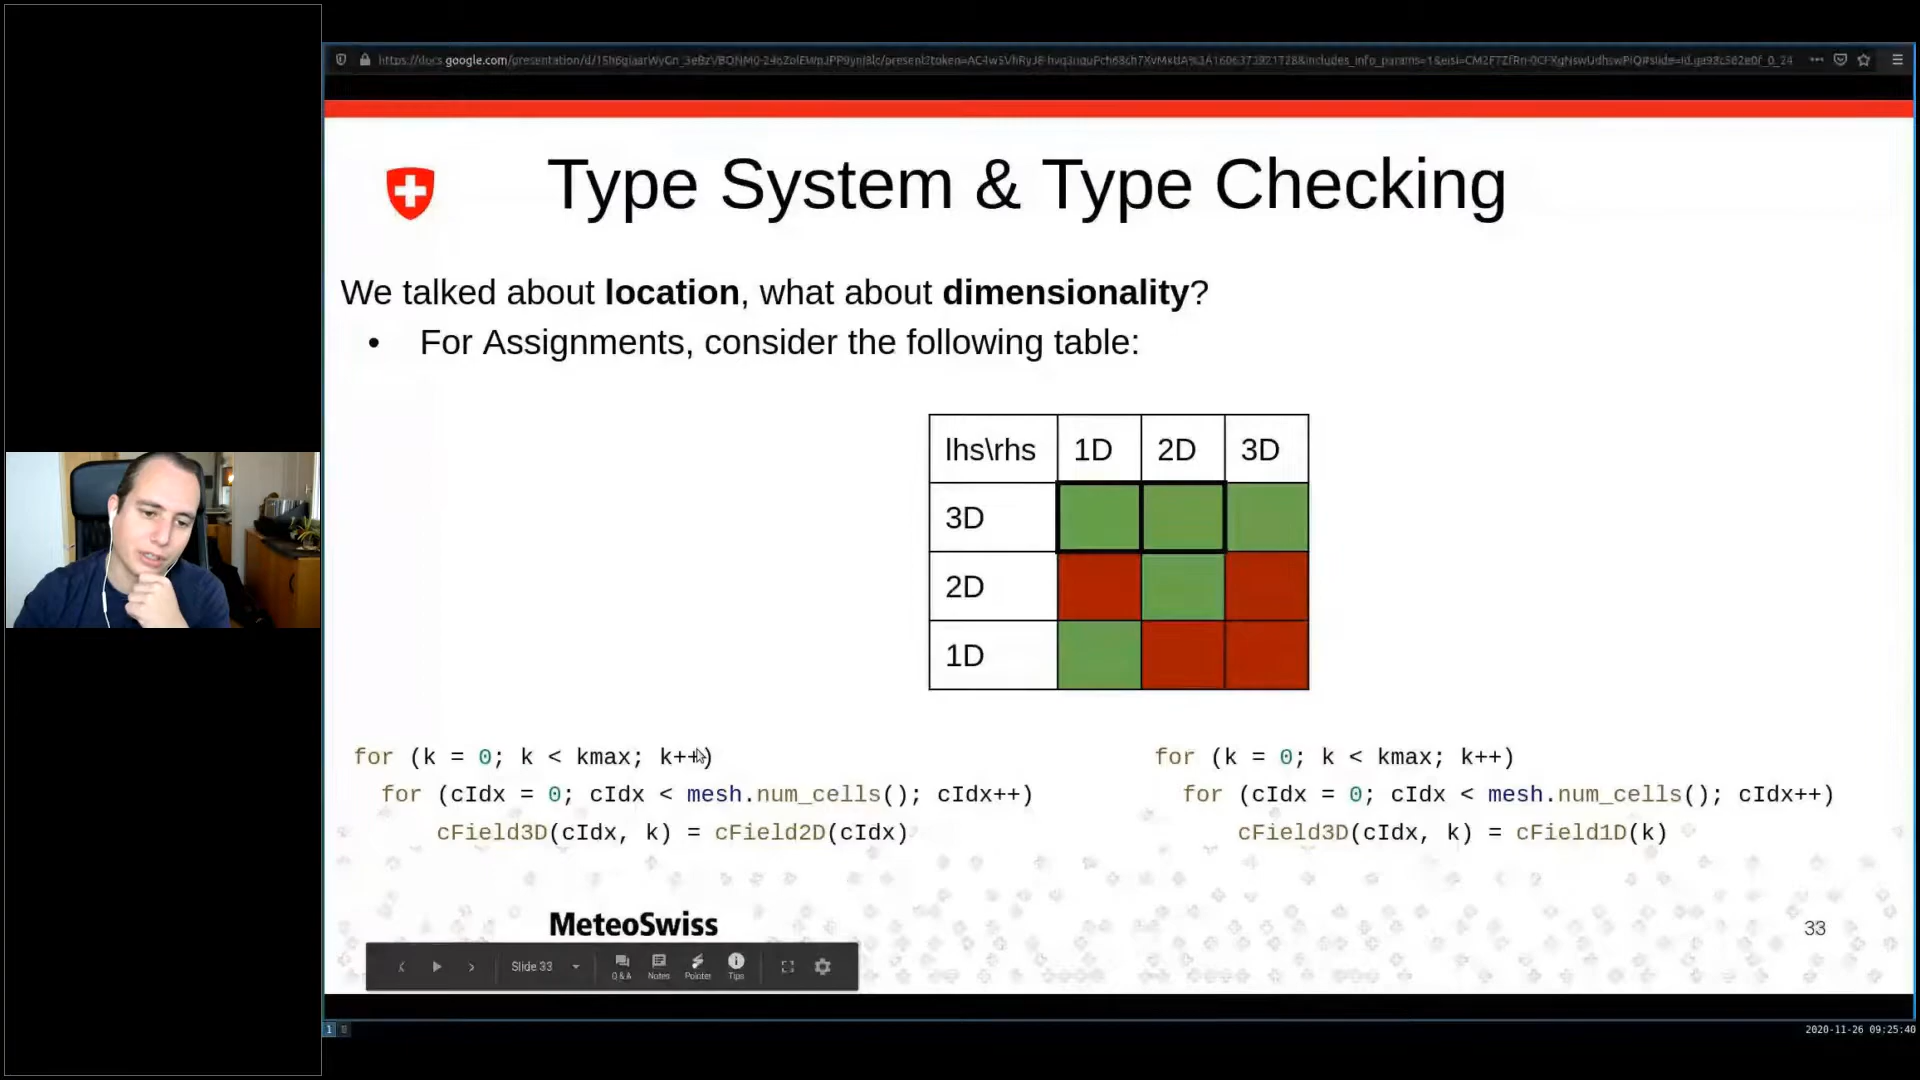 Type System & Type Checking
We talked about location, what about dimensionality?
• For Assignments, consider the following table:
lhs\rhs 1D 2D 3D
3D
2D
1D
for (k = 0; k < kmax; k++)
for (cIdx = 0; cIdx < mesh.num_cells(); cIdx++)
cField3D(cIdx, k) = cField2D(cIdx)
for (k = 0; k < kmax; k++)
for (cIdx = 0; cIdx < mesh.num_cells(); cIdx++)
cField3D(cIdx, k) = cField1D(k)
MeteoSwiss
33
Slide 33
Q & A Notes Pointer Tips
1
2020-11-26 09:25:40